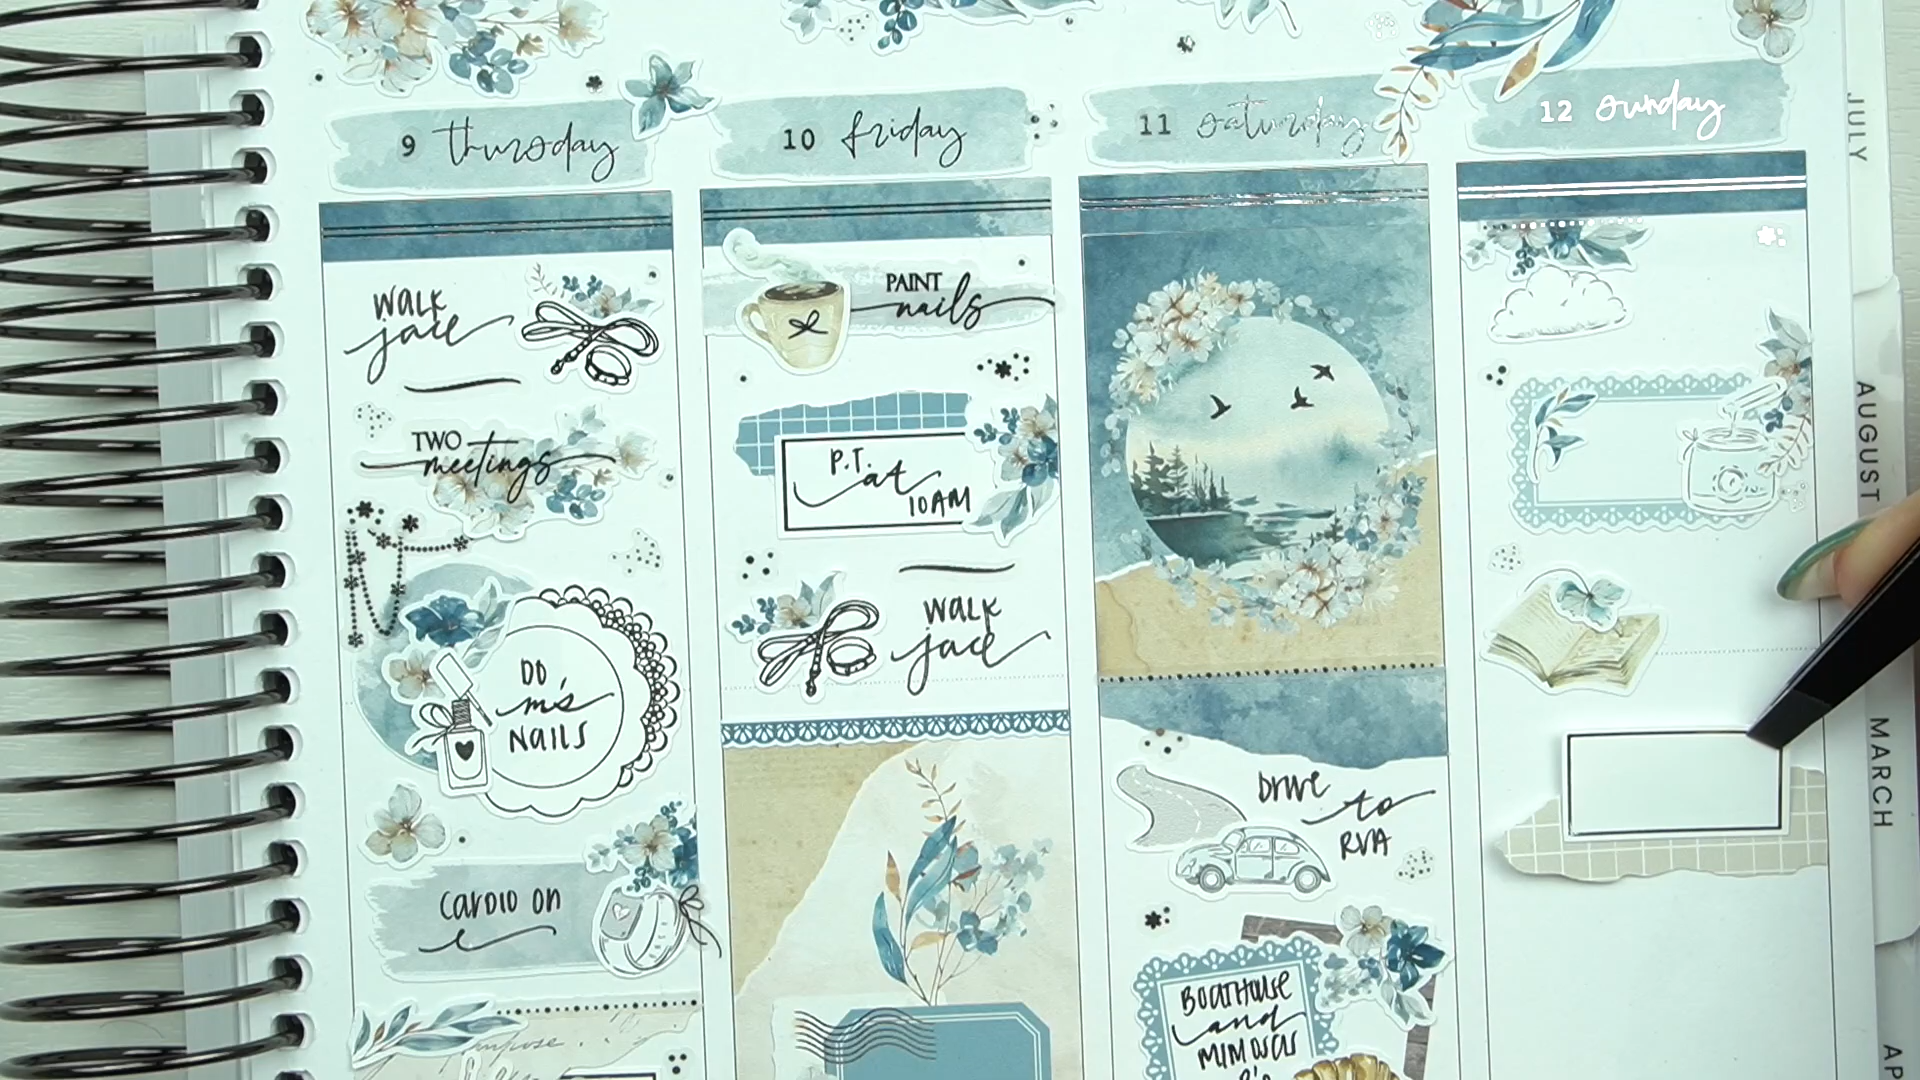 9 thursday
10 friday
11 saturday
12 sunday
WALK
jace
TWO
meetings
DO
m's
NAILS
CARDIO ON
PAINT
nails
P.T.
at
10AM
WALK
jace
Drive
to
RVA
BOATHOUSE
and
MIMOSAS
JULY
AUGUST
MARCH
AP